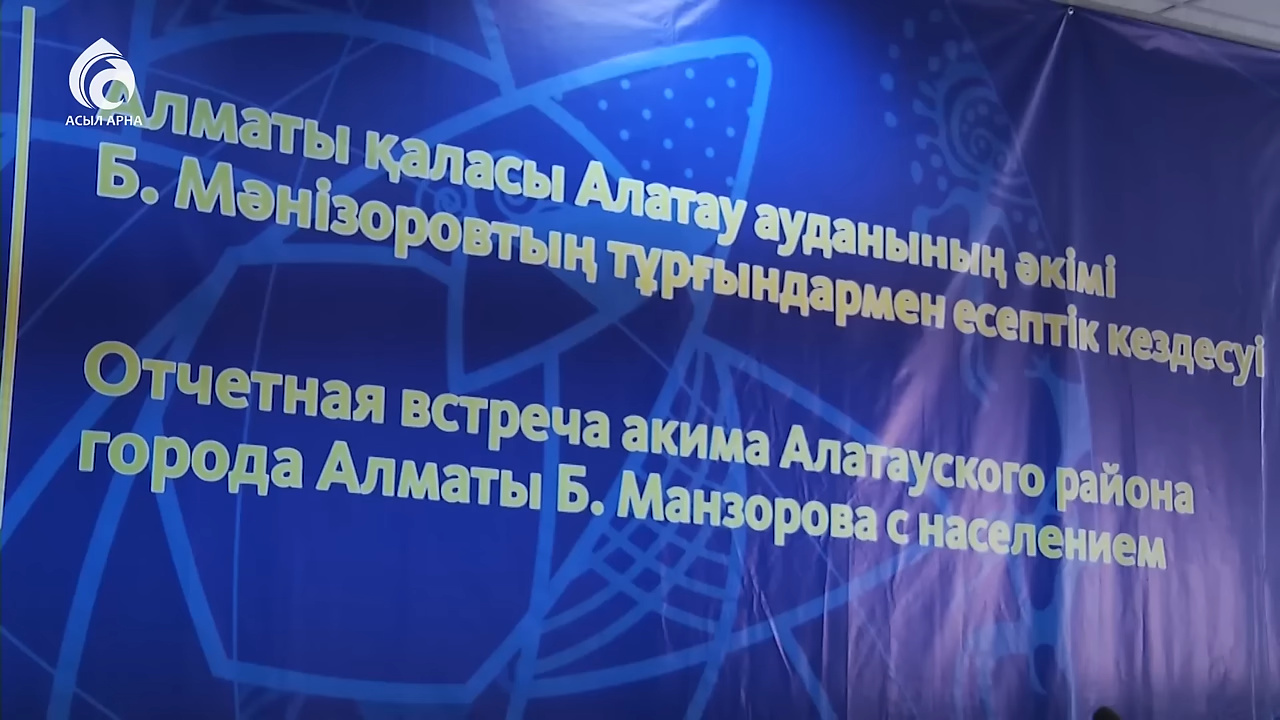 АСЫЛ АРНА
Алматы қаласы Алатау ауданының әкімі
Б. Мәнізоровтың тұрғындармен есептік кездесуі
Отчетная встреча акима Алатауского района
города Алматы Б. Манзорова с населением